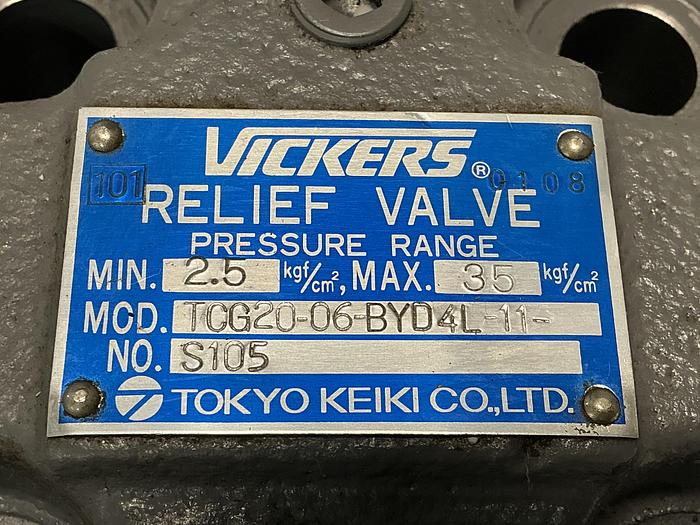 VICKERS®
101 0108
RELIEF VALVE
PRESSURE RANGE
MIN. 2.5 kgf/cm², MAX. 35 kgf/cm²
MOD. TCG20-06-BYD4L-11-
NO. S105
TOKYO KEIKI CO.,LTD.